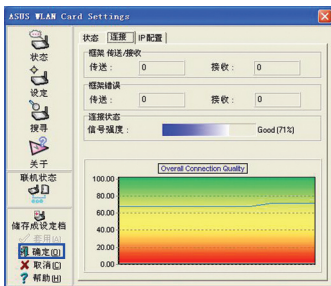 ASUS WLAN Card Settings
状态
设定
搜寻
关于
联机状态
储存成设定档
套用(A)
确定(O)
取消(C)
帮助(H)
状态 连接 IP配置
框架 传送/接收
传送： 0 接收： 0
框架错误
传送： 0 接收： 0
连接状态
信号强度： Good (71%)
Overall Connection Quality
100.00
80.00
60.00
40.00
20.00
0.00